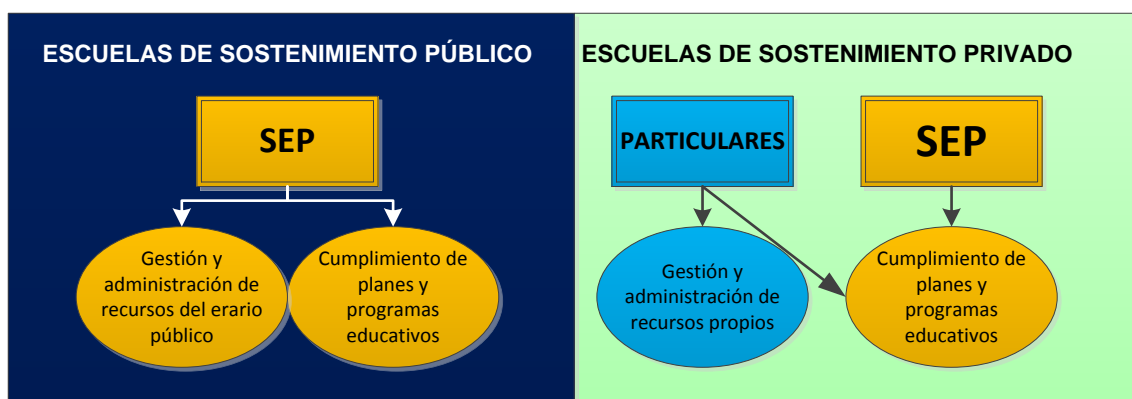 ESCUELAS DE SOSTENIMIENTO PÚBLICO
SEP
Gestión y
administración de
recursos del erario
público
Cumplimiento de
planes y
programas
educativos
ESCUELAS DE SOSTENIMIENTO PRIVADO
PARTICULARES
SEP
Gestión y
administración de
recursos propios
Cumplimiento de
planes y
programas
educativos